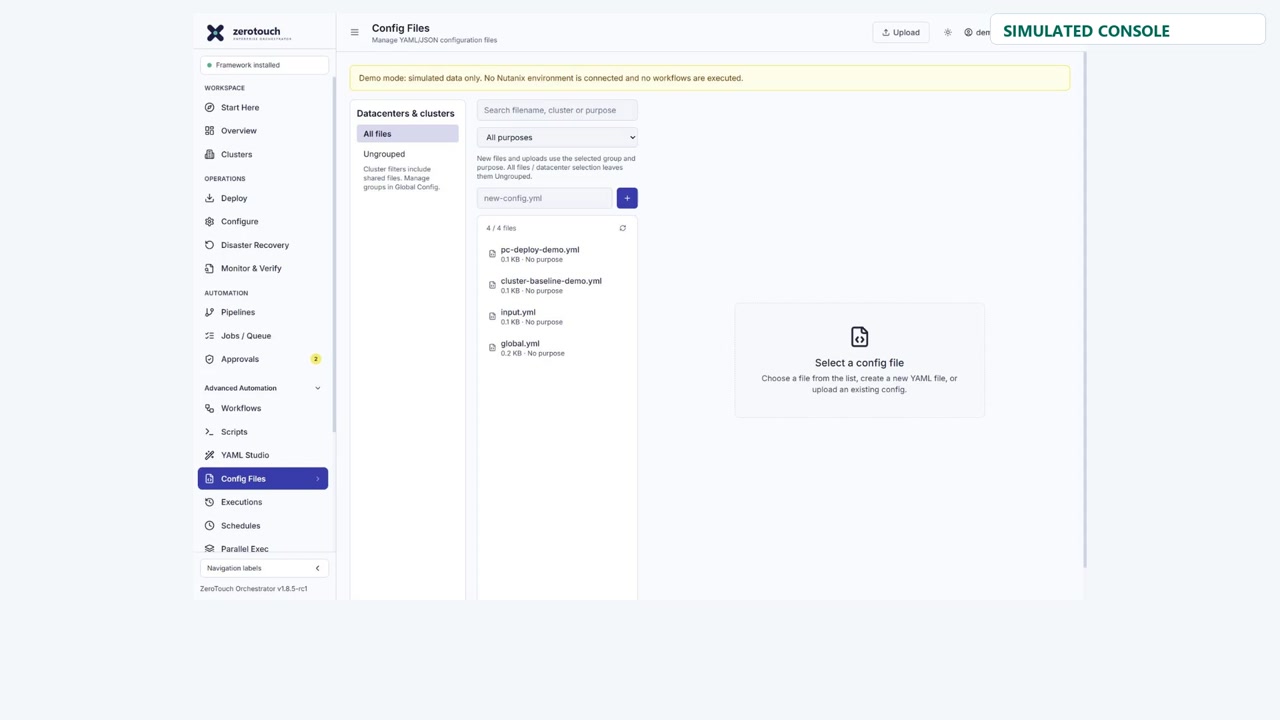 zerotouch
ENTERPRISE ORCHESTRATOR
Framework installed
WORKSPACE
Start Here
Overview
Clusters
OPERATIONS
Deploy
Configure
Disaster Recovery
Monitor & Verify
AUTOMATION
Pipelines
Jobs / Queue
Approvals
2
Advanced Automation
Workflows
Scripts
YAML Studio
Config Files
Executions
Schedules
Parallel Exec
Navigation labels
ZeroTouch Orchestrator v1.8.5-rc1
Config Files
Manage YAML/JSON configuration files
Upload
dem
SIMULATED CONSOLE
Demo mode: simulated data only. No Nutanix environment is connected and no workflows are executed.
Datacenters & clusters
All files
Ungrouped
Cluster filters include
shared files. Manage
groups in Global Config.
Search filename, cluster or purpose
All purposes
New files and uploads use the selected group and
purpose. All files / datacenter selection leaves
them Ungrouped.
new-config.yml
+
4 / 4 files
pc-deploy-demo.yml
0.1 KB · No purpose
cluster-baseline-demo.yml
0.1 KB · No purpose
input.yml
0.1 KB · No purpose
global.yml
0.2 KB · No purpose
Select a config file
Choose a file from the list, create a new YAML file, or
upload an existing config.